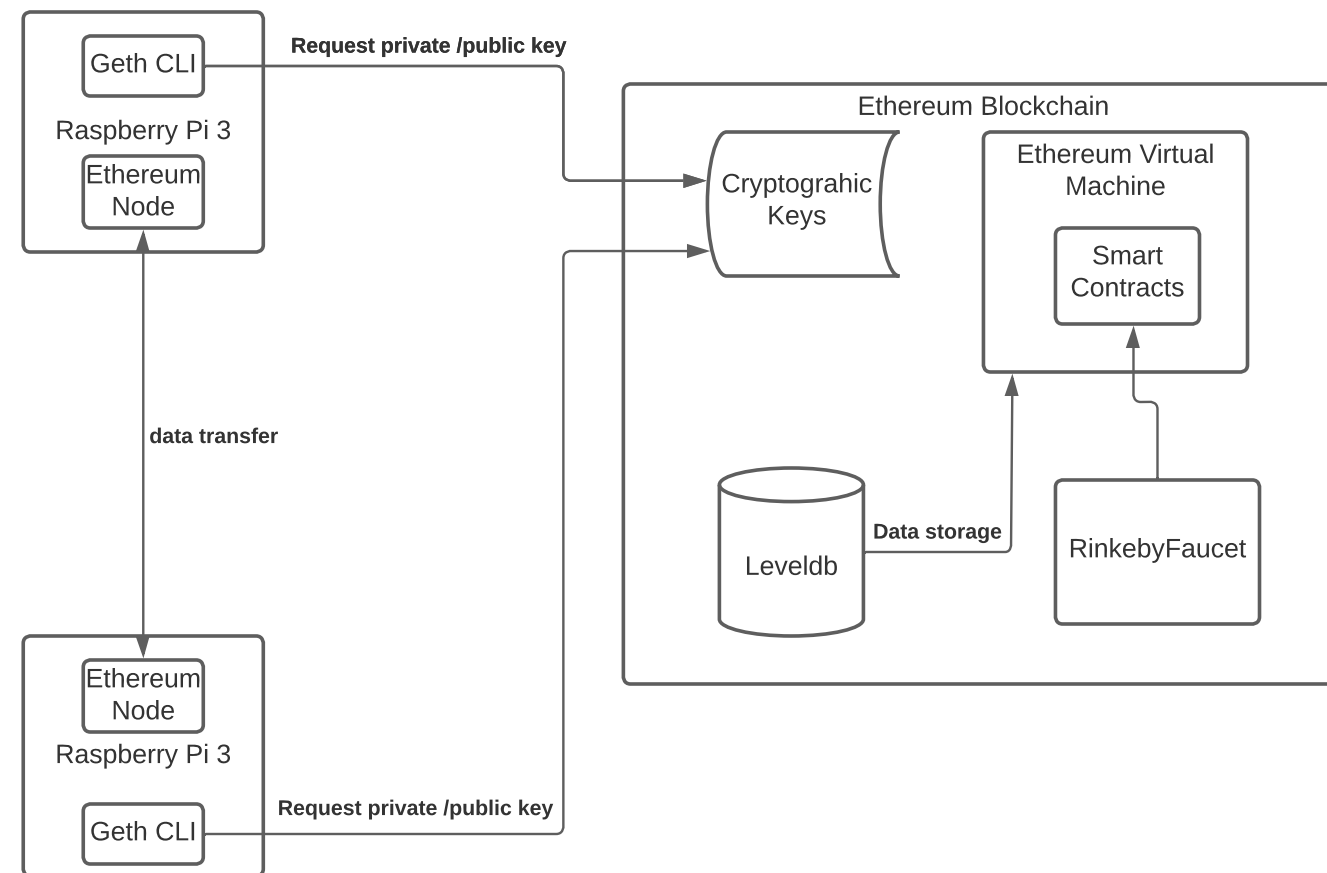 Geth CLI
Request private /public key
Raspberry Pi 3
Ethereum
Node
data transfer
Ethereum
Node
Raspberry Pi 3
Geth CLI
Request private /public key
Ethereum Blockchain
Cryptograhic
Keys
Ethereum Virtual
Machine
Smart
Contracts
Leveldb
Data storage
RinkebyFaucet